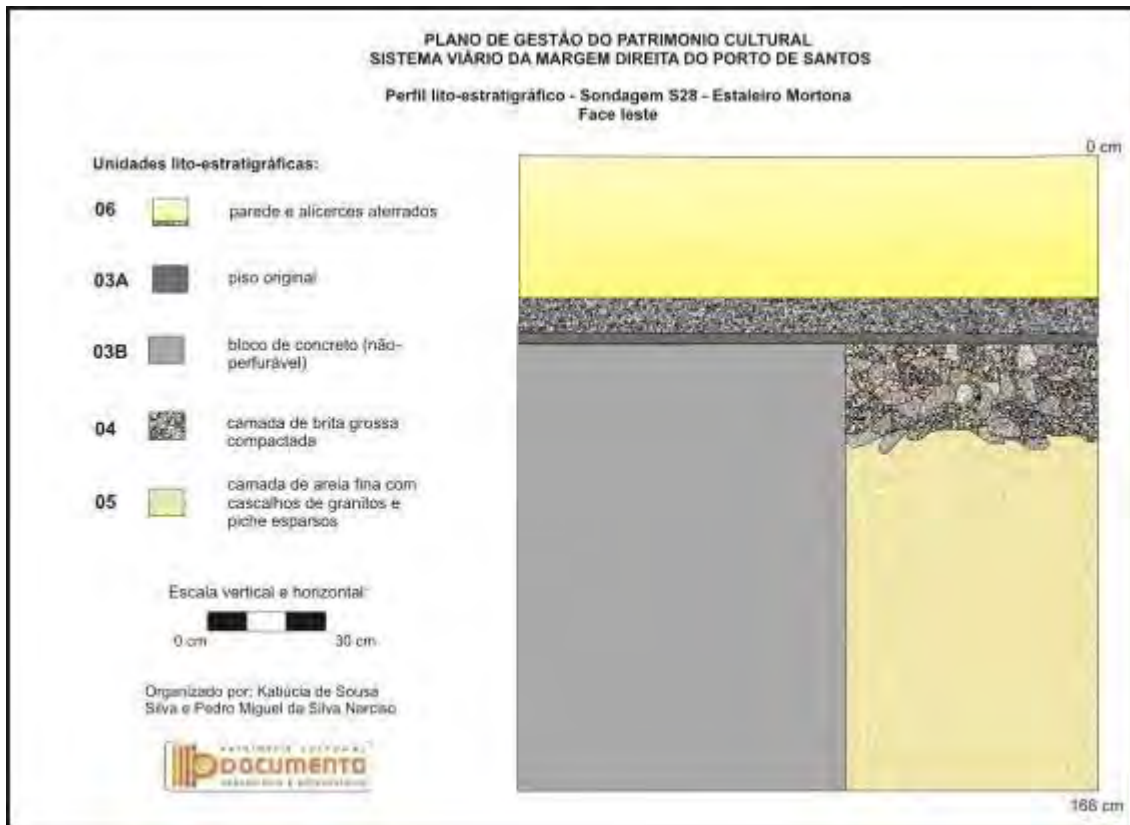 PLANO DE GESTÃO DO PATRIMONIO CULTURAL
SISTEMA VIÁRIO DA MARGEM DIREITA DO PORTO DE SANTOS
Perfil lito-estratigráfico - Sondagem S28 - Estaleiro Mortona
Face leste
0 cm
Unidades lito-estratigráficas:
06 parede e alicerces aterrados
03A piso original
03B bloco de concreto (não-
perfurável)
04 camada de brita grossa
compactada
05 camada de areia fina com
cascalhos de granitos e
piche esparsos
Escala vertical e horizontal:
0 cm 30 cm
Organizado por: Katiúcia de Sousa
Silva e Pedro Miguel da Silva Narciso
PATRIMÔNIO CULTURAL
DOCUMENTO
168 cm